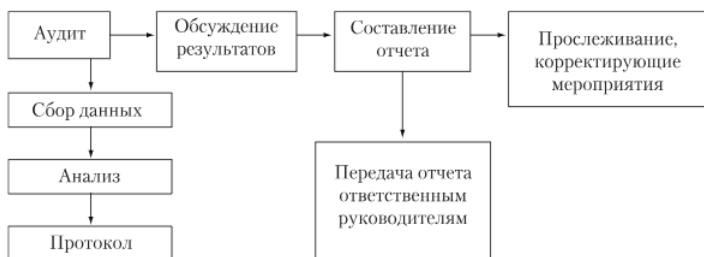 Аудит
Обсуждение
результатов
Составление
отчета
Прослеживание,
корректирующие
мероприятия
Сбор данных
Анализ
Протокол
Передача отчета
ответственным
руководителям